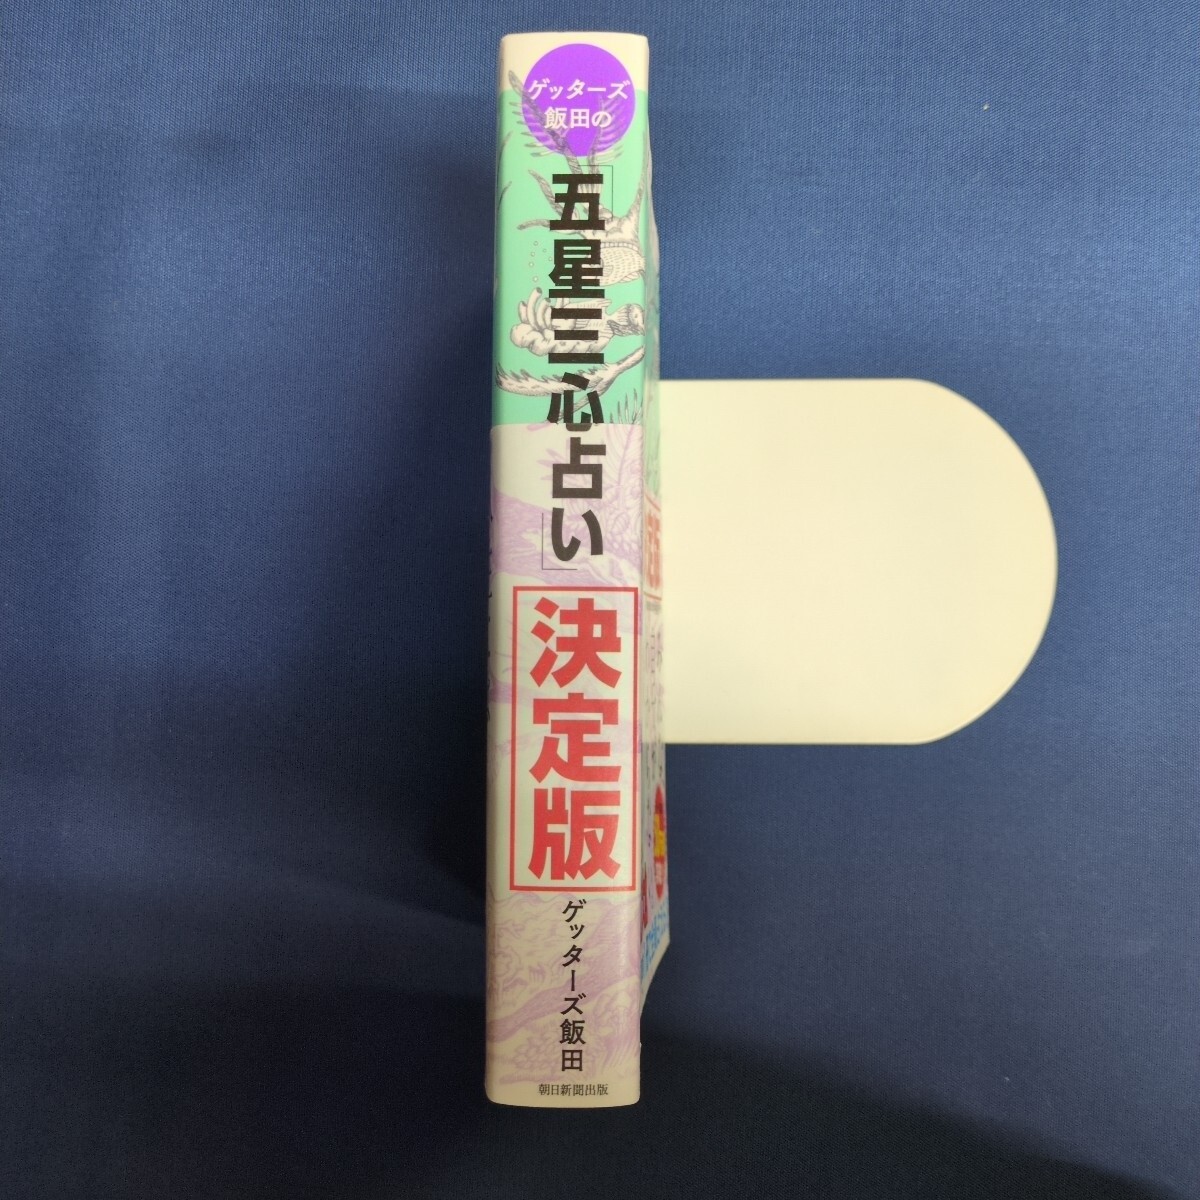 ゲッターズ
飯田の
「五星三心占い」
決定版
ゲッターズ飯田
朝日新聞出版